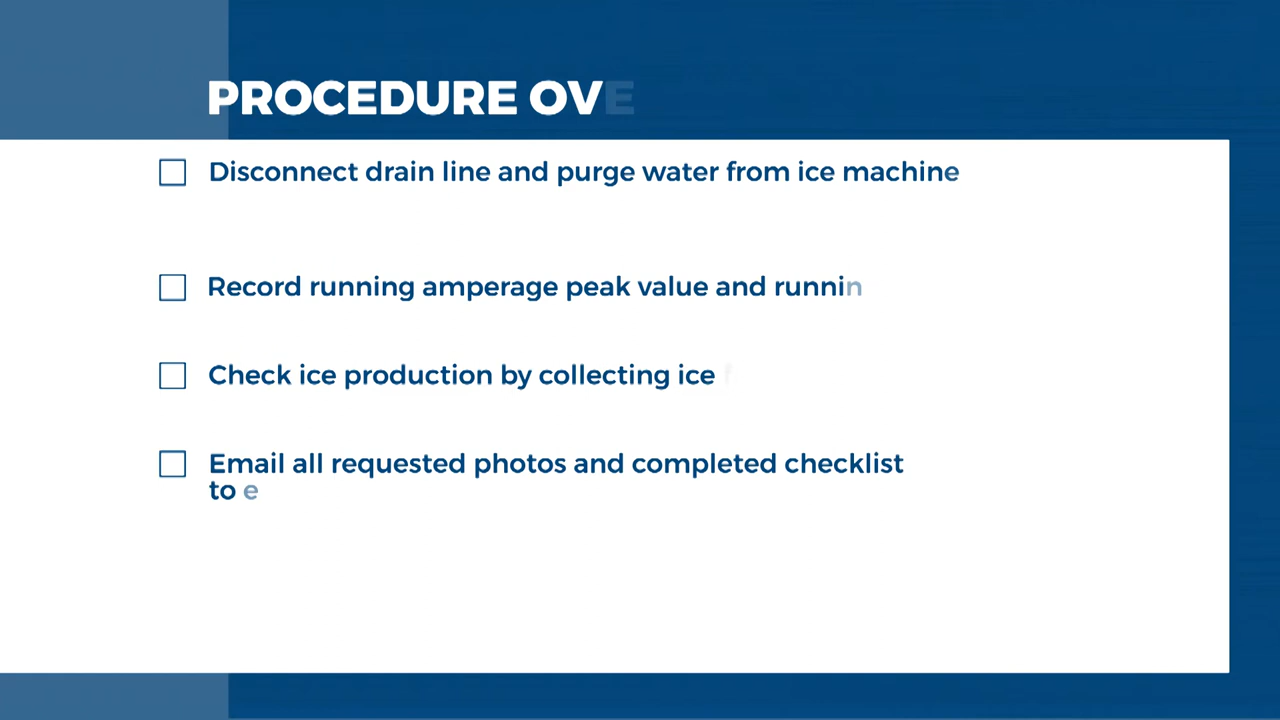 PROCEDURE OVE
Disconnect drain line and purge water from ice machine
Record running amperage peak value and runnin
Check ice production by collecting ice f
Email all requested photos and completed checklist
to e